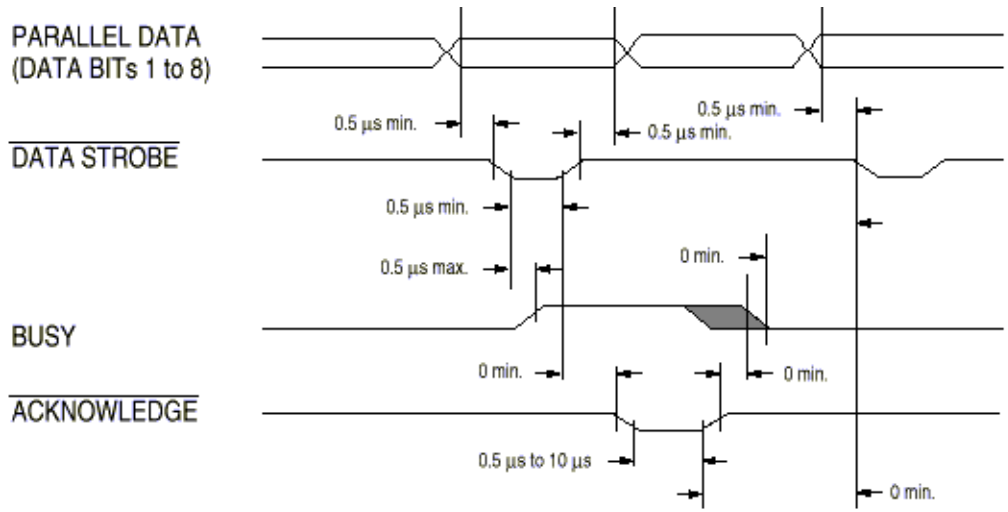 PARALLEL DATA
(DATA BITs 1 to 8)
0.5 μs min.
0.5 μs min.
0.5 μs min.
DATA STROBE
0.5 μs min.
0 min.
0.5 μs max.
BUSY
0 min.
0 min.
ACKNOWLEDGE
0.5 μs to 10 μs
0 min.